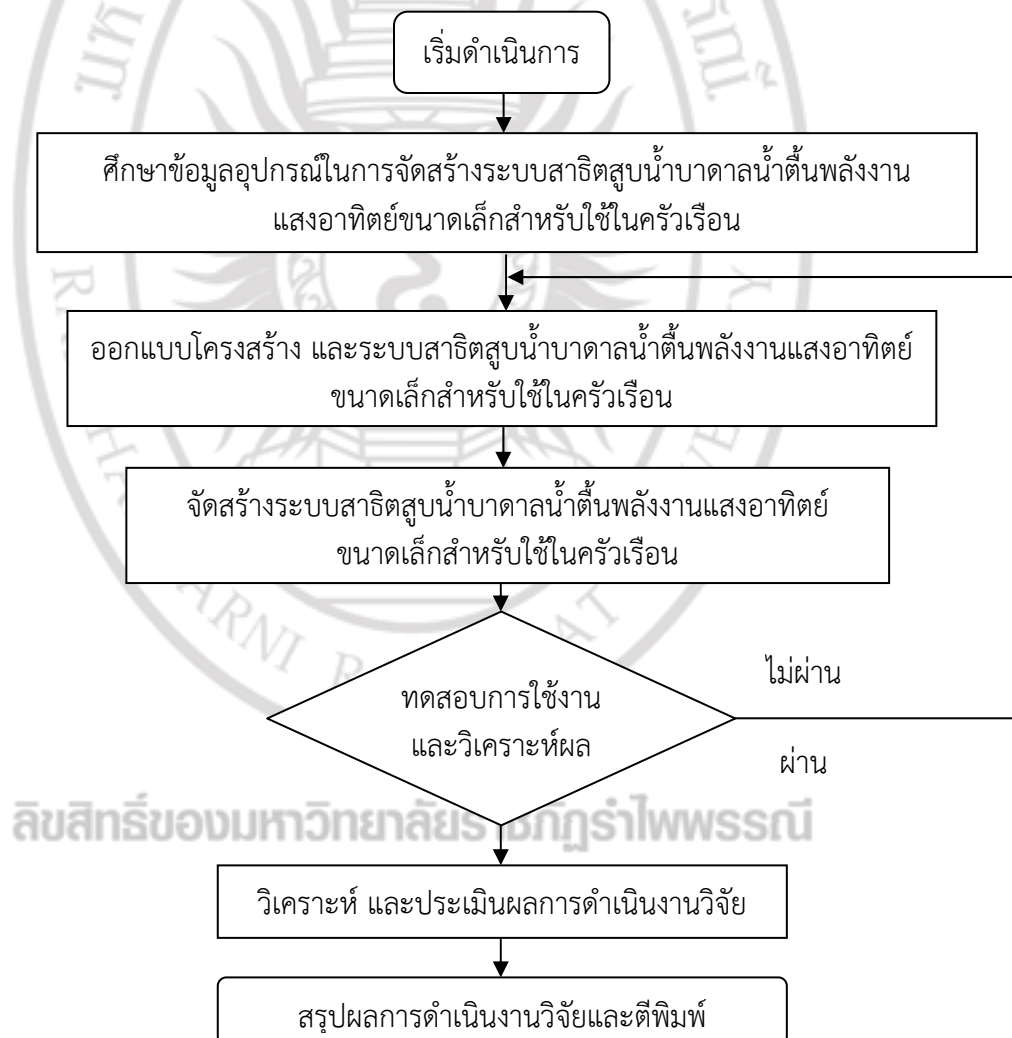 เริ่มดำเนินการ
ศึกษาข้อมูลอุปกรณ์ในการจัดสร้างระบบสาธิตสูบน้ำบาดาลน้ำตื้นพลังงาน
แสงอาทิตย์ขนาดเล็กสำหรับใช้ในครัวเรือน
ออกแบบโครงสร้าง และระบบสาธิตสูบน้ำบาดาลน้ำตื้นพลังงานแสงอาทิตย์
ขนาดเล็กสำหรับใช้ในครัวเรือน
จัดสร้างระบบสาธิตสูบน้ำบาดาลน้ำตื้นพลังงานแสงอาทิตย์
ขนาดเล็กสำหรับใช้ในครัวเรือน
ทดสอบการใช้งาน
และวิเคราะห์ผล
ไม่ผ่าน
ผ่าน
ลิขสิทธิ์ของมหาวิทยาลัยราชภัฏรำไพพรรณี
วิเคราะห์ และประเมินผลการดำเนินงานวิจัย
สรุปผลการดำเนินงานวิจัยและตีพิมพ์